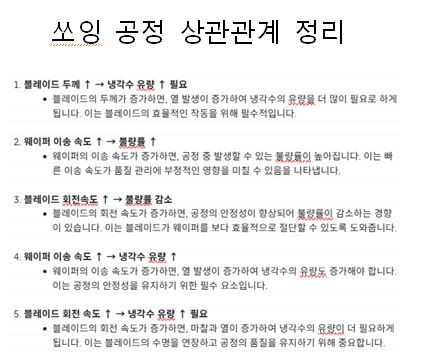 쏘잉 공정 상관관계 정리
1. 블레이드 두께 ↑ → 냉각수 유량 ↑ 필요
• 블레이드의 두께가 증가하면, 열 발생이 증가하여 냉각수의 유량을 더 많이 필요로 하게
됩니다. 이는 블레이드의 효율적인 작동을 위해 필수적입니다.
2. 웨이퍼 이송 속도 ↑ → 불량률 ↑
• 웨이퍼의 이송 속도가 증가하면, 공정 중 발생할 수 있는 불량률이 높아집니다. 이는 빠
른 이송 속도가 품질 관리에 부정적인 영향을 미칠 수 있음을 나타냅니다.
3. 블레이드 회전속도 ↑ → 불량률 감소
• 블레이드의 회전 속도가 증가하면, 공정의 안정성이 향상되어 불량률이 감소하는 경향
이 있습니다. 이는 블레이드가 웨이퍼를 보다 효율적으로 절단할 수 있도록 도와줍니다.
4. 웨이퍼 이송 속도 ↑ → 냉각수 유량 ↑
• 웨이퍼의 이송 속도가 증가하면, 열 발생이 증가하여 냉각수의 유량도 증가해야 합니다.
이는 공정의 안정성을 유지하기 위한 필수 요소입니다.
5. 블레이드 회전 속도 ↑ → 냉각수 유량 ↑ 필요
• 블레이드의 회전 속도가 증가하면, 마찰과 열이 증가하여 냉각수의 유량이 더 필요하게
됩니다. 이는 블레이드의 수명을 연장하고 공정의 품질을 유지하기 위해 중요합니다.